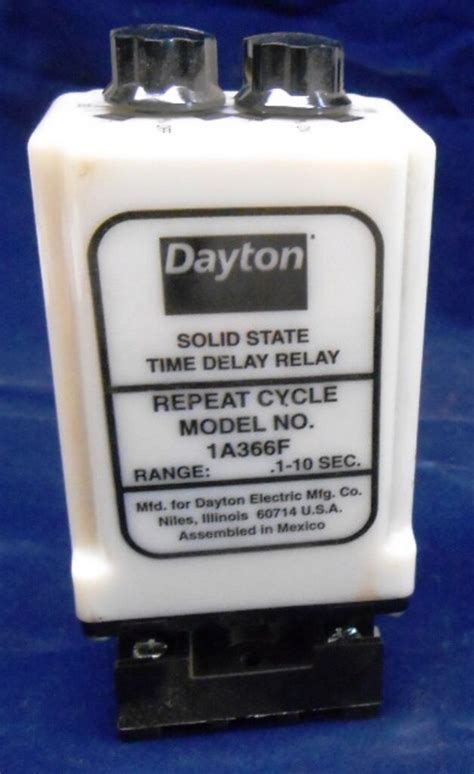 Dayton
SOLID STATE
TIME DELAY RELAY
REPEAT CYCLE
MODEL NO.
1A366F
RANGE: .1-10 SEC.
Mfd. for Dayton Electric Mfg. Co.
Niles, Illinois 60714 U.S.A.
Assembled in Mexico